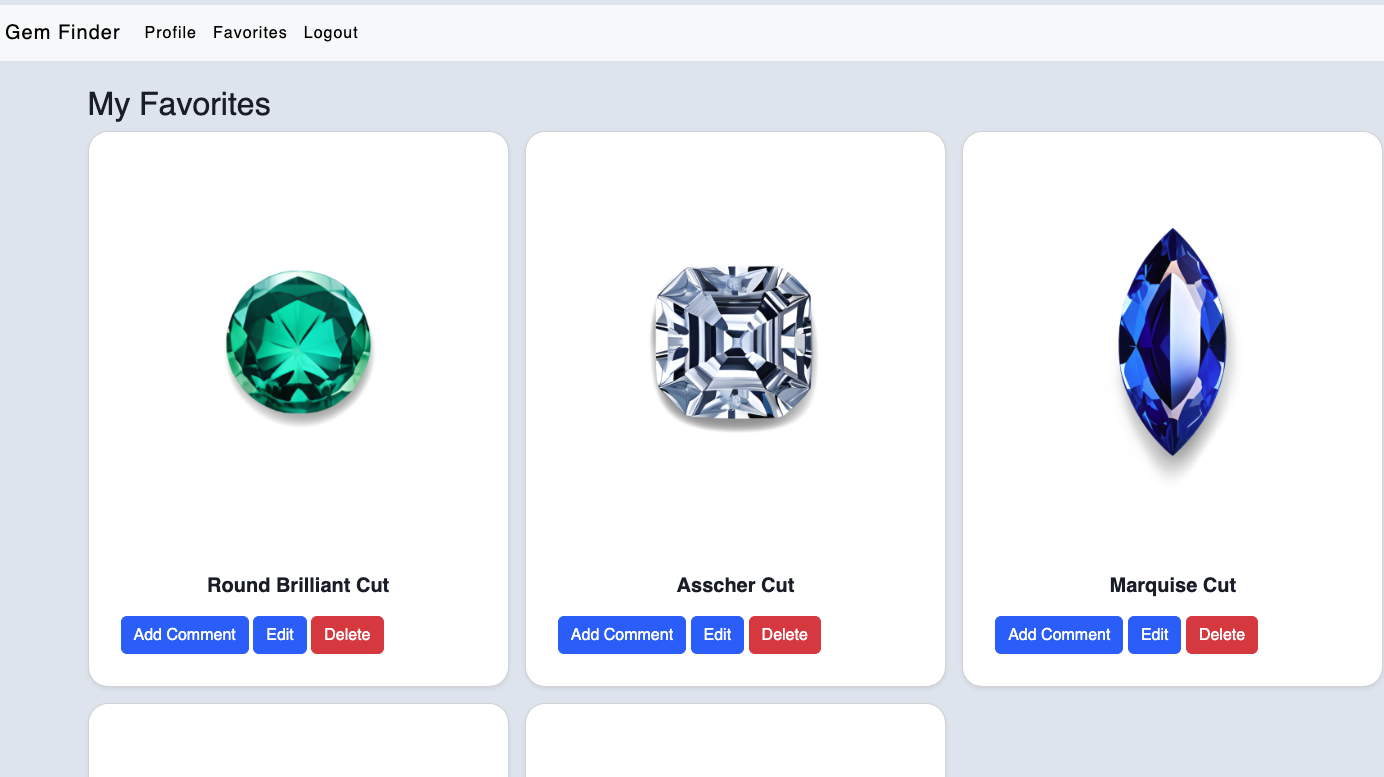 Gem Finder Profile Favorites Logout
My Favorites
Round Brilliant Cut
Add Comment Edit Delete
Asscher Cut
Add Comment Edit Delete
Marquise Cut
Add Comment Edit Delete